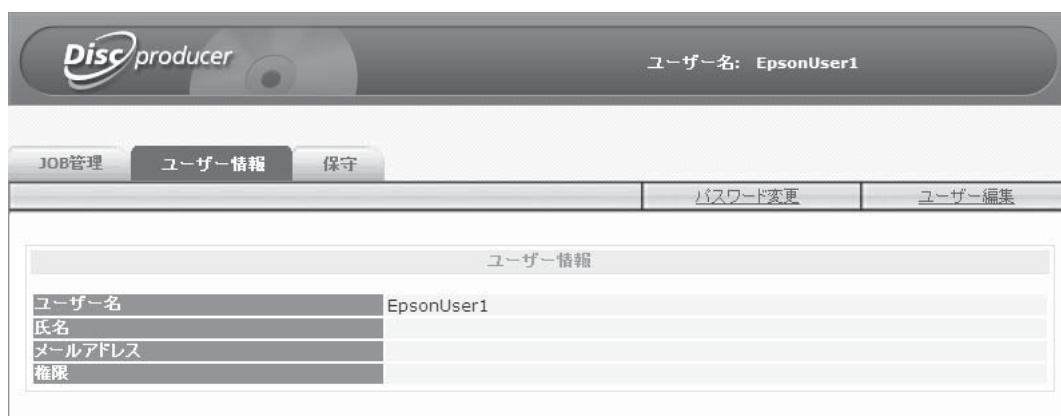 Disc producer
ユーザー名: EpsonUser1
JOB管理 ユーザー情報 保守
パスワード変更 ユーザー編集
ユーザー情報
ユーザー名 EpsonUser1
氏名
メールアドレス
権限